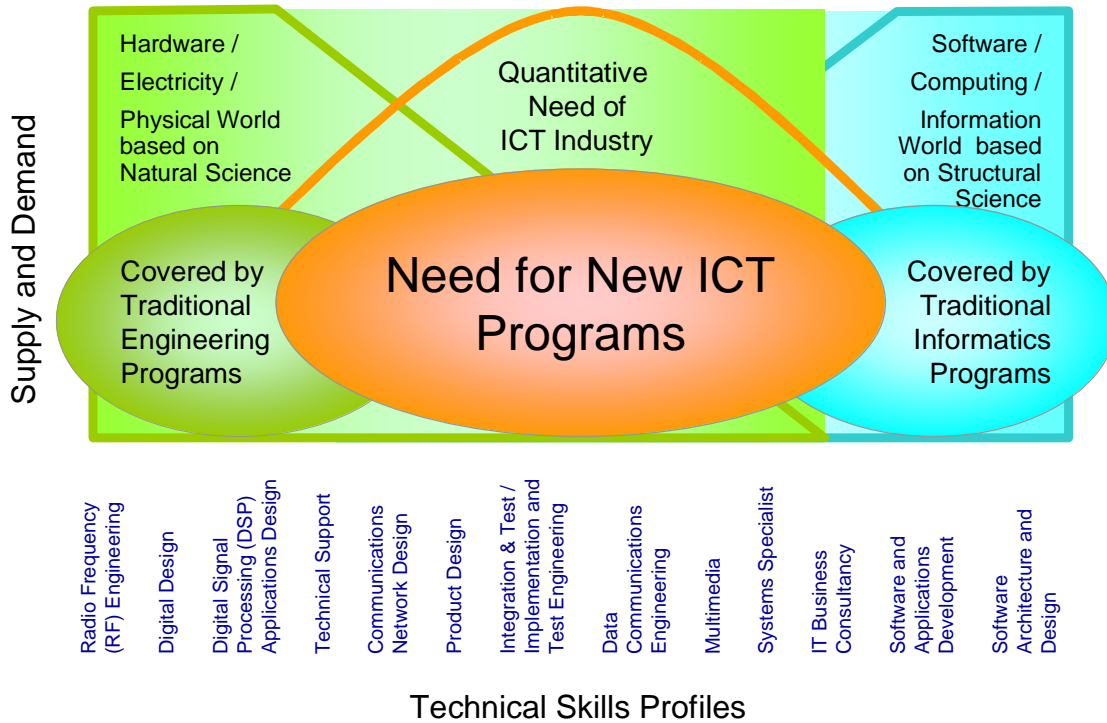 Hardware /
Electricity /
Physical World
based on
Natural Science
Quantitative
Need of
ICT Industry
Software /
Computing /
Information
World based
on Structural
Science
Supply and Demand
Covered by
Traditional
Engineering
Programs
Need for New ICT
Programs
Covered by
Traditional
Informatics
Programs
Radio Frequency
(RF) Engineering
Digital Design
Digital Signal
Processing (DSP)
Applications Design
Technical Support
Communications
Network Design
Product Design
Integration & Test /
Implementation and
Test Engineering
Data
Communications
Engineering
Multimedia
Systems Specialist
IT Business
Consultancy
Software and
Applications
Development
Software
Architecture and
Design
Technical Skills Profiles